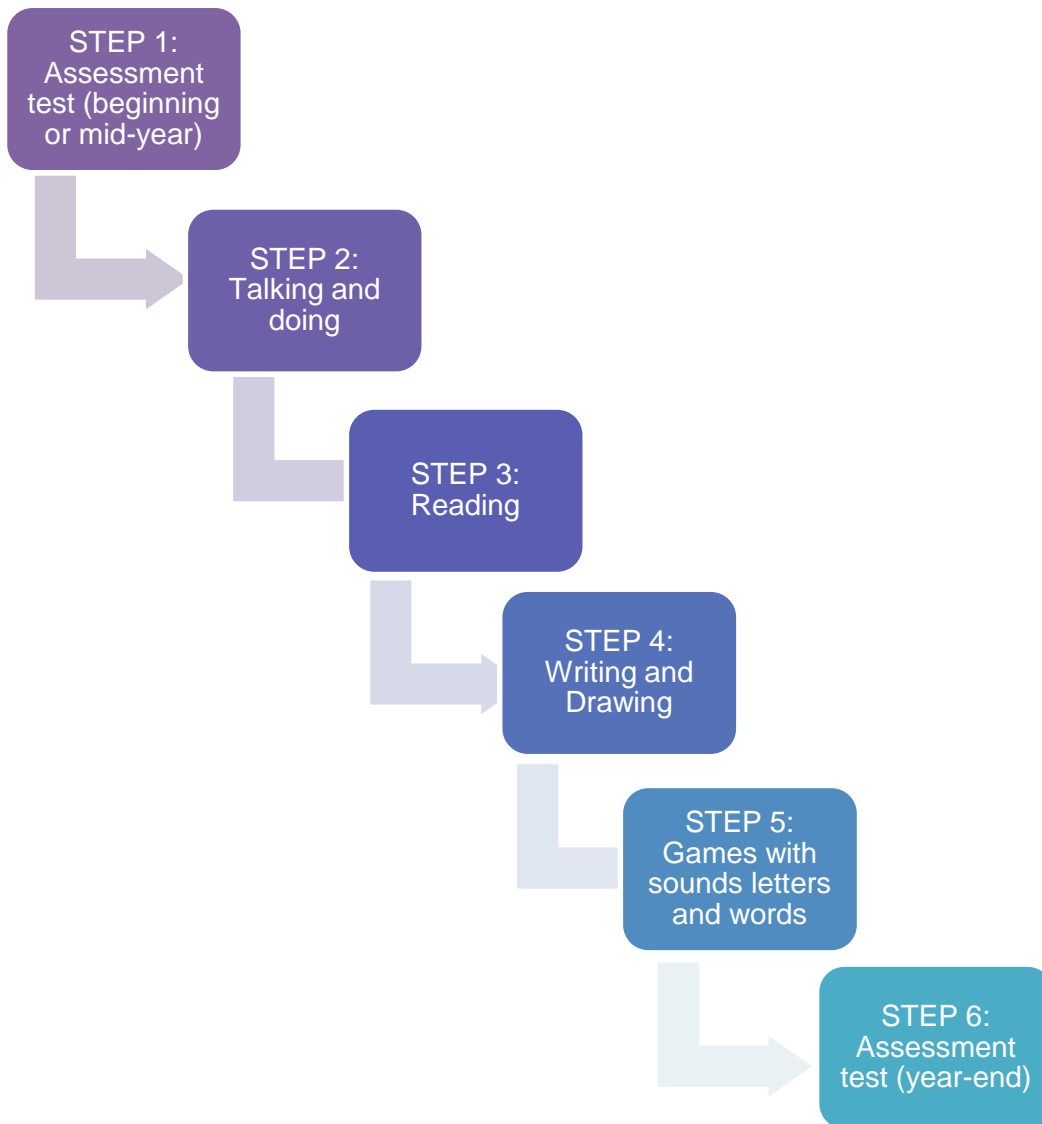 STEP 1:
Assessment
test (beginning
or mid-year)
STEP 2:
Talking and
doing
STEP 3:
Reading
STEP 4:
Writing and
Drawing
STEP 5:
Games with
sounds letters
and words
STEP 6:
Assessment
test (year-end)